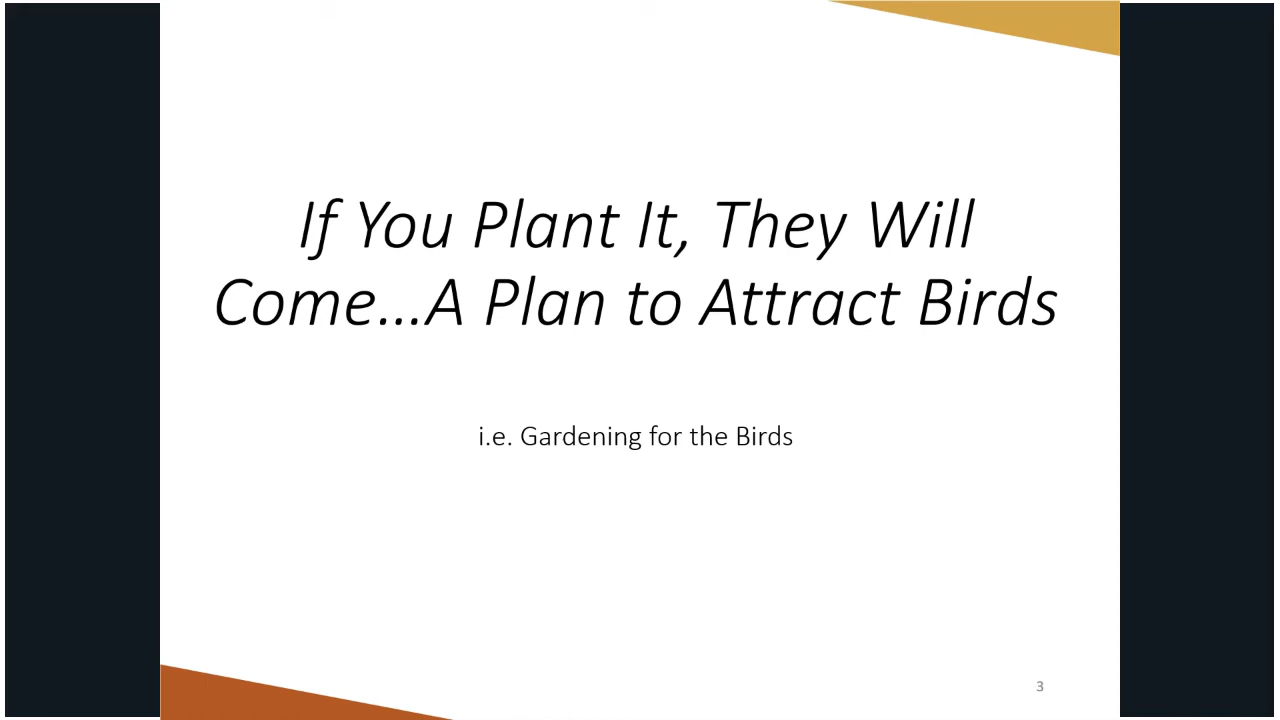 If You Plant It, They Will
Come...A Plan to Attract Birds
i.e. Gardening for the Birds
3